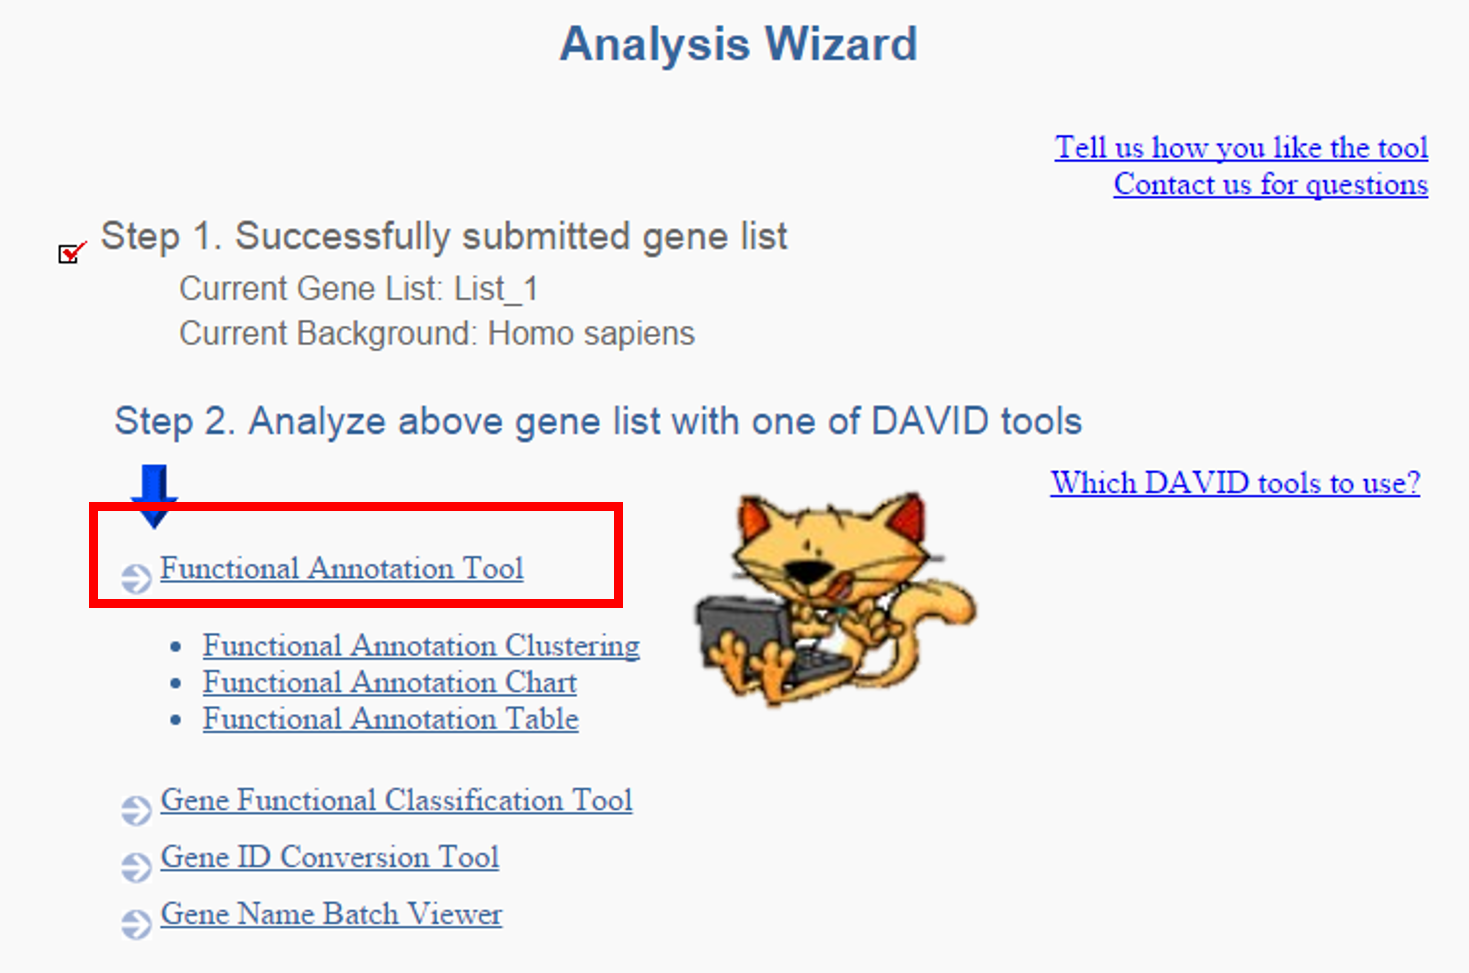 Analysis Wizard
Tell us how you like the tool
Contact us for questions
Step 1. Successfully submitted gene list
Current Gene List: List_1
Current Background: Homo sapiens
Step 2. Analyze above gene list with one of DAVID tools
Which DAVID tools to use?
Functional Annotation Tool
Functional Annotation Clustering
Functional Annotation Chart
Functional Annotation Table
Gene Functional Classification Tool
Gene ID Conversion Tool
Gene Name Batch Viewer